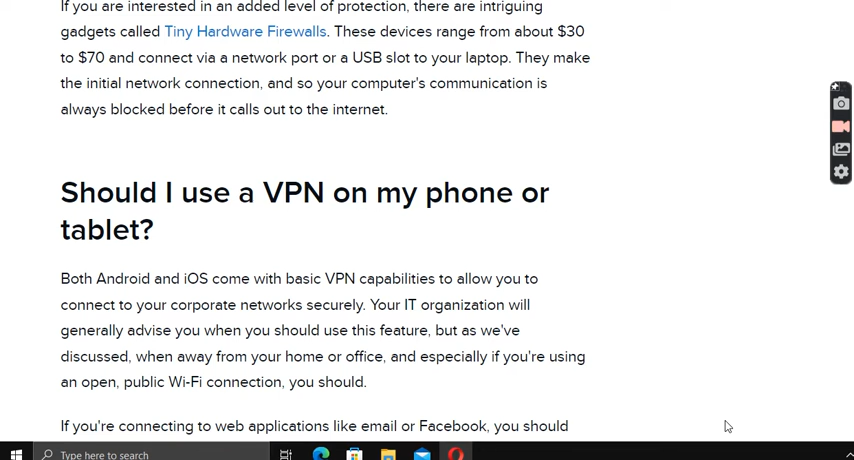 If you are interested in an added level of protection, there are intriguing
gadgets called Tiny Hardware Firewalls. These devices range from about $30
to $70 and connect via a network port or a USB slot to your laptop. They make
the initial network connection, and so your computer's communication is
always blocked before it calls out to the internet.
Should I use a VPN on my phone or
tablet?
Both Android and iOS come with basic VPN capabilities to allow you to
connect to your corporate networks securely. Your IT organization will
generally advise you when you should use this feature, but as we've
discussed, when away from your home or office, and especially if you're using
an open, public Wi-Fi connection, you should.
If you're connecting to web applications like email or Facebook, you should
Type here to search